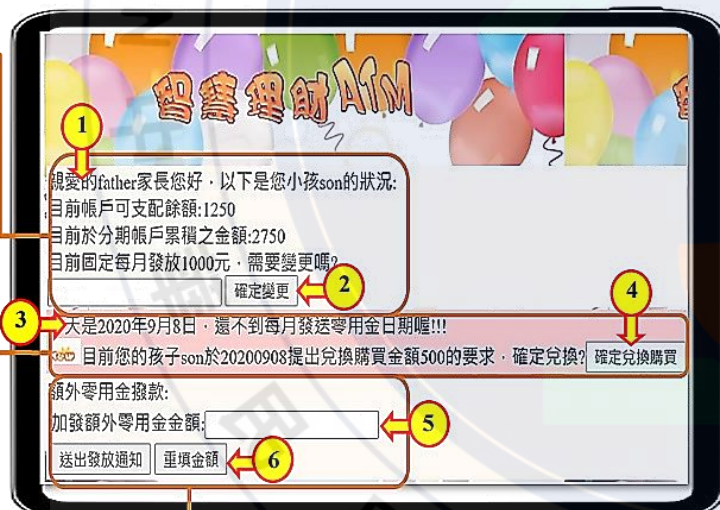 酷螞理財ATM
1
親愛的father家長您好，以下是您小孩son的狀況:
目前帳戶可支配餘額:1250
目前於分期帳戶累積之金額:2750
目前固定每月發放1000元，需要變更嗎?
確定變更
2
4
3
天是2020年9月8日，還不到每月發送零用金日期喔!!!
目前您的孩子son於20200908提出兌換購買金額500的要求，確定兌換? 確定兌換購買
額外零用金撥款:
加發額外零用金金額:
5
送出發放通知 重填金額
6